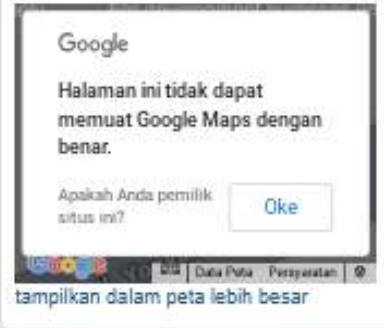 Google
Halaman ini tidak dapat
memuat Google Maps dengan
benar.
Apakah Anda pemilik
situs ini?
Oke
Google
Data Peta Persyaratan
tampilkan dalam peta lebih besar